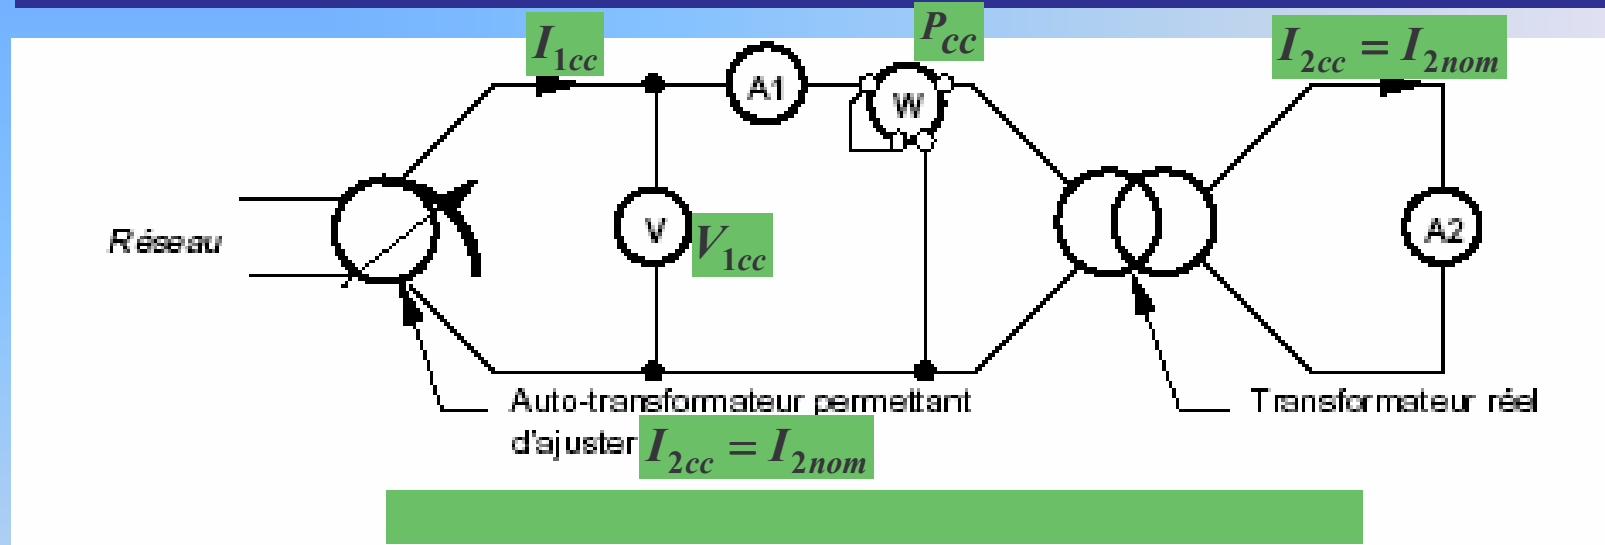 I1cc
Pcc
I2cc = I2nom
A1
W
Réseau
V
V1cc
A2
Auto-transformateur permettant
d'ajuster I2cc = I2nom
Transformateur réel